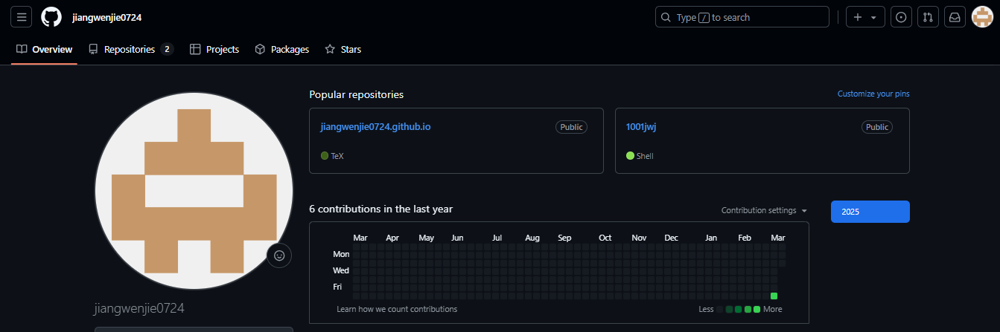 jiangwenjie0724
Type / to search
Overview
Repositories 2
Projects
Packages
Stars
Popular repositories
Customize your pins
jiangwenjie0724.github.io
Public
TeX
1001jwj
Public
Shell
6 contributions in the last year
Contribution settings
2025
Mar Apr May Jun Jul Aug Sep Oct Nov Dec Jan Feb Mar
Mon
Wed
Fri
Learn how we count contributions
Less
More
jiangwenjie0724